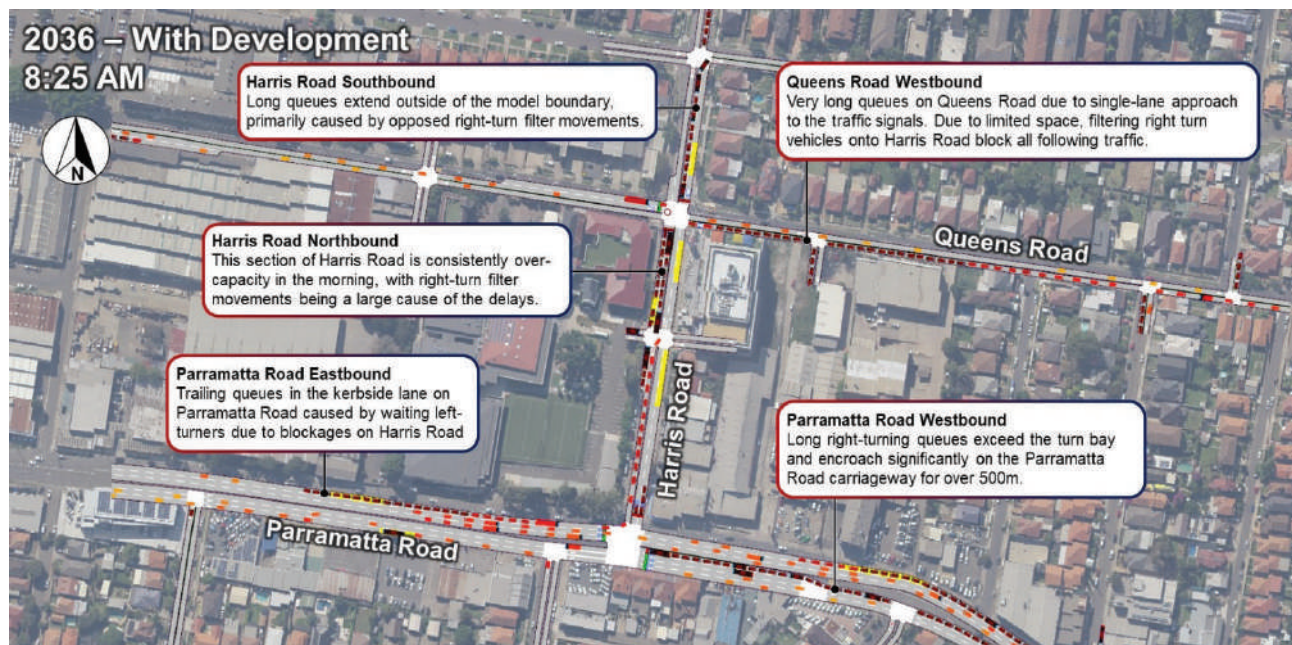 2036 – With Development
8:25 AM
Harris Road Southbound
Long queues extend outside of the model boundary,
primarily caused by opposed right-turn filter movements.
Queens Road Westbound
Very long queues on Queens Road due to single-lane approach
to the traffic signals. Due to limited space, filtering right turn
vehicles onto Harris Road block all following traffic.
N
Harris Road Northbound
This section of Harris Road is consistently over-
capacity in the morning, with right-turn filter
movements being a large cause of the delays.
Queens Road
Parramatta Road Eastbound
Trailing queues in the kerbside lane on
Parramatta Road caused by waiting left-
turners due to blockages on Harris Road
Harris Road
Parramatta Road Westbound
Long right-turning queues exceed the turn bay
and encroach significantly on the Parramatta
Road carriageway for over 500m.
Parramatta Road